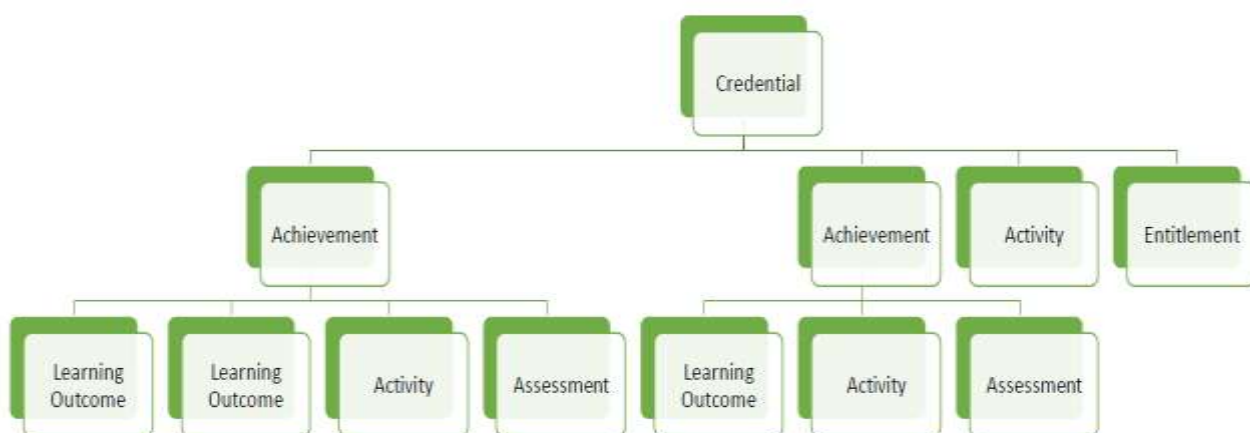 Credential
Achievement
Achievement
Activity
Entitlement
Learning
Outcome
Learning
Outcome
Activity
Assessment
Learning
Outcome
Activity
Assessment